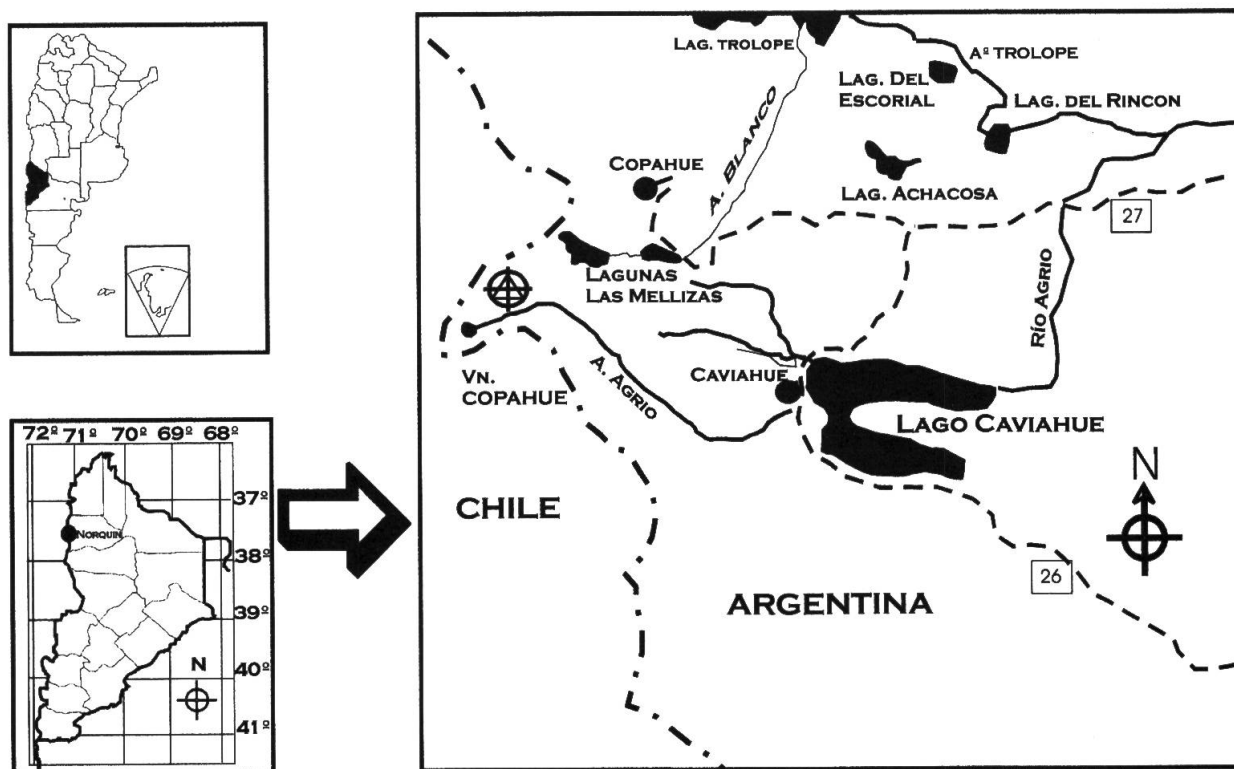 LAG. TROLOPE
Aº TROLOPE
LAG. DEL
ESCORIAL
LAG. DEL RINCON
A. BLANCO
COPAHUE
LAG. ACHACOSA
27
LAGUNAS
LAS MELLIZAS
RÍO AGRIO
VN.
COPAHUE
A. AGRIO
CAVIAHUE
LAGO CAVIAHUE
N
CHILE
26
ARGENTINA
72º 71º 70º 69º 68º
37º
NORQUIN
38º
39º
N
40º
41º